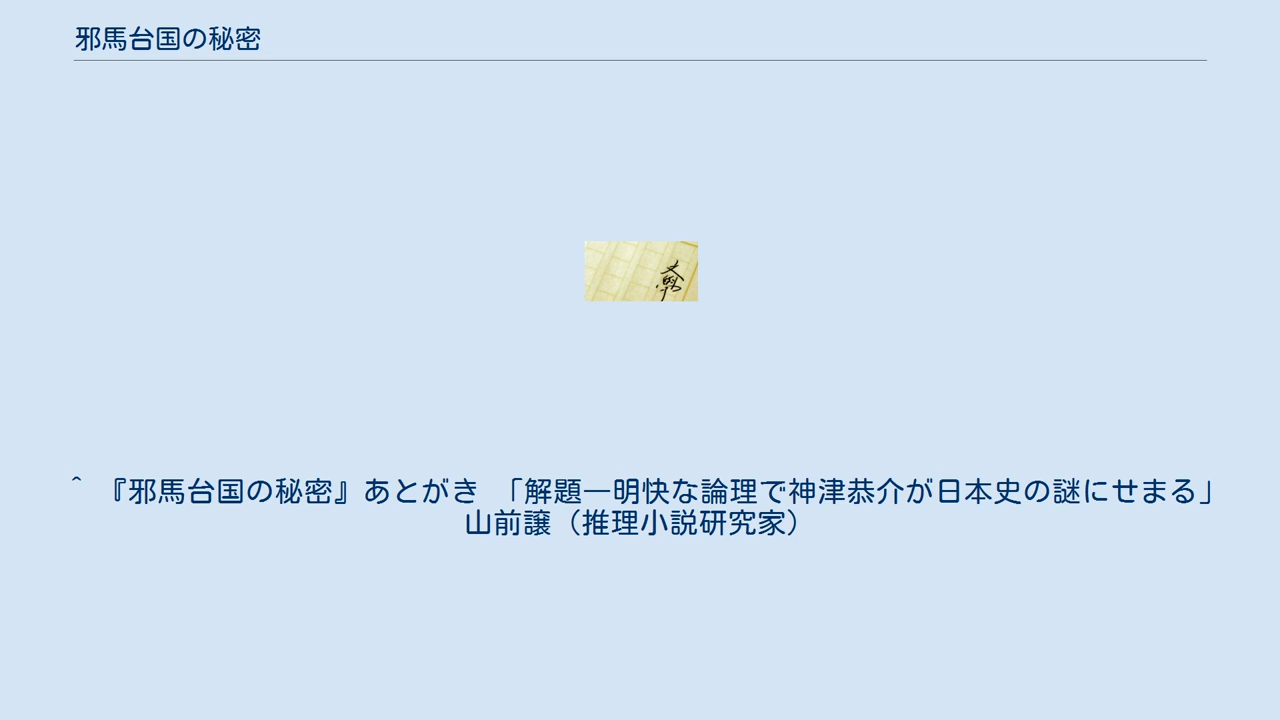 邪馬台国の秘密
^ 『邪馬台国の秘密』あとがき 「解題―明快な論理で神津恭介が日本史の謎にせまる」
山前譲（推理小説研究家）